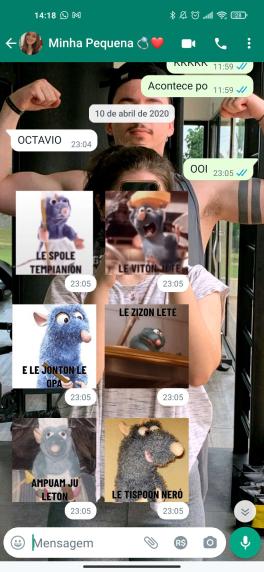 14:18
Minha Pequena 💍❤️
KKKKK 11:59
Acontece po 11:59
10 de abril de 2020
OCTAVIO 23:04
OOI 23:05
LE SPOLE
TEMPIANÓN
23:05
LE VITÓN
23:05
E LE JONTON LE
OPA
23:05
LE ZIZON LETÉ
23:05
AMPUAM JU
LETON
23:05
LE TISPOON NERÓ
23:05
Mensagem
R$